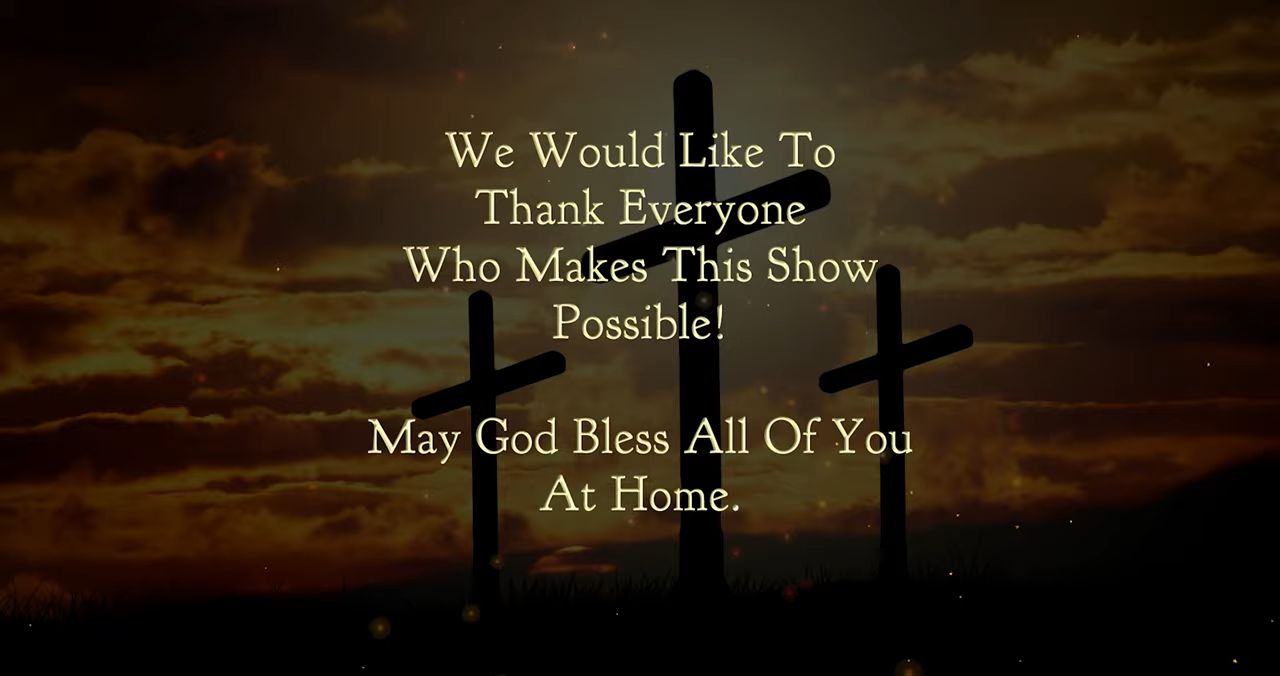 We Would Like To
Thank Everyone
Who Makes This Show
Possible!
May God Bless All Of You
At Home.